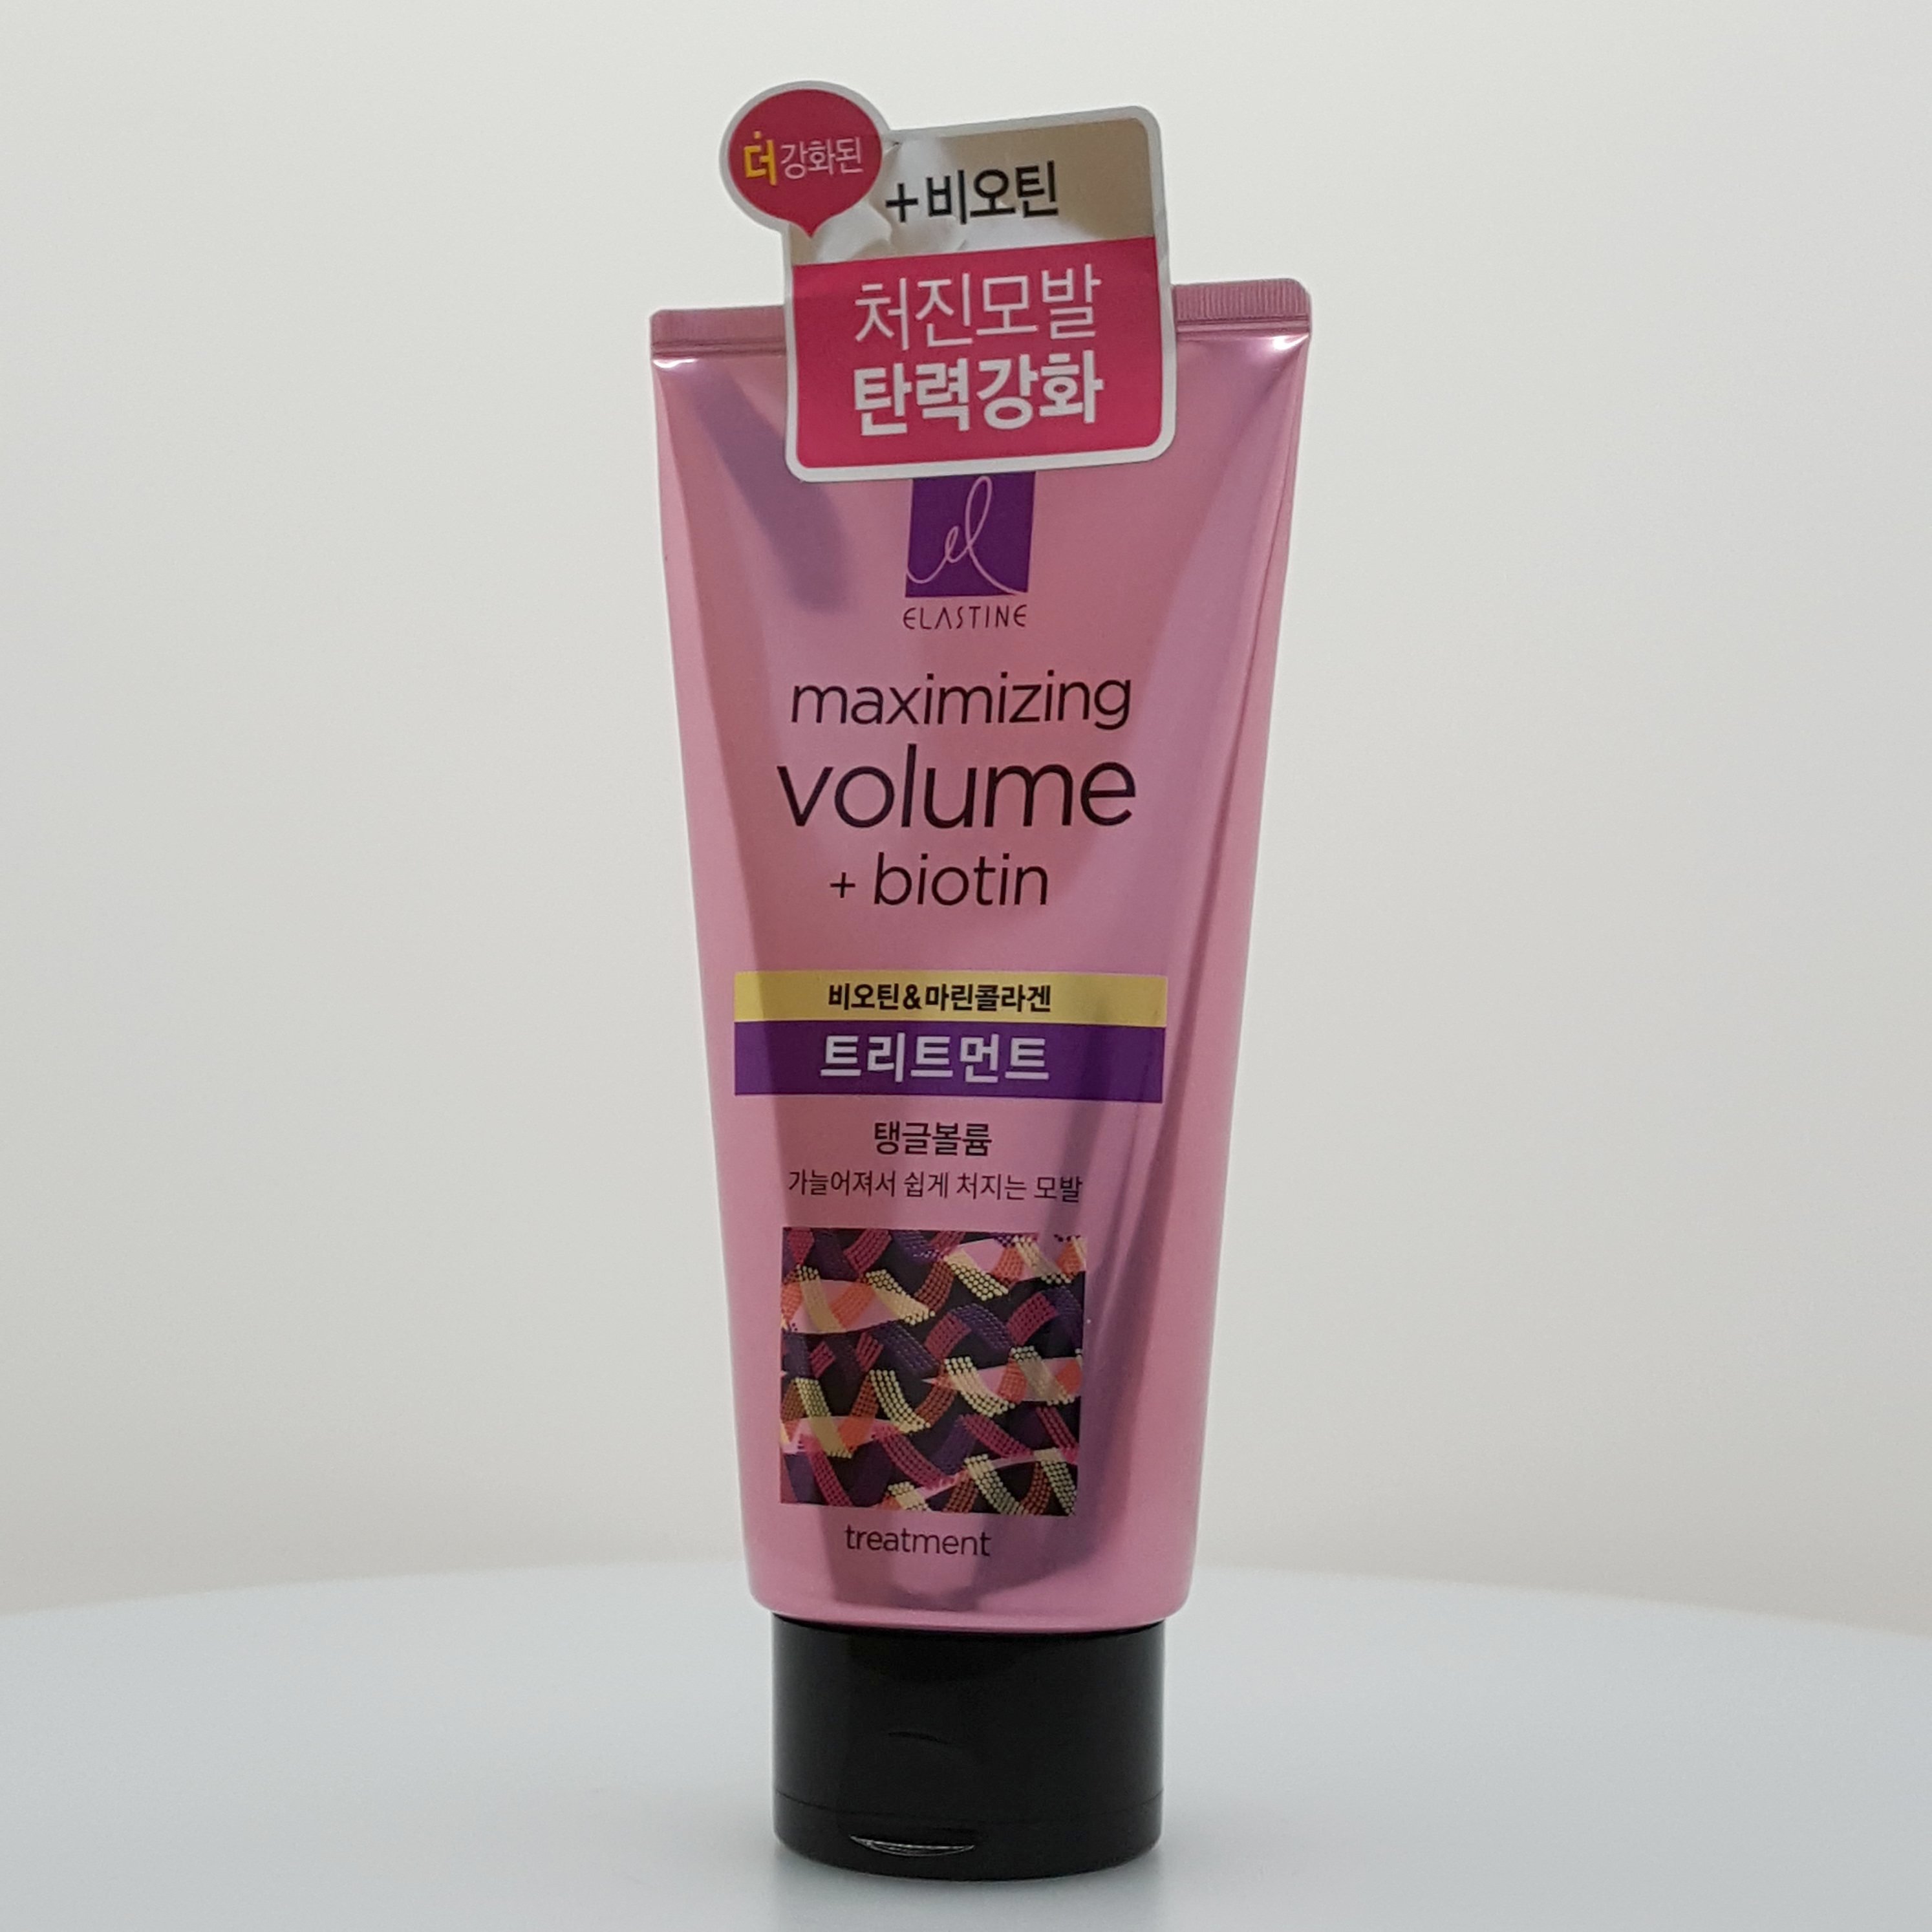 더 강화된
+비오틴
처진모발
탄력강화
el
ELASTINE
maximizing
volume
+ biotin
비오틴&마린콜라겐
트리트먼트
탱글볼륨
가늘어져서 쉽게 처지는 모발
treatment